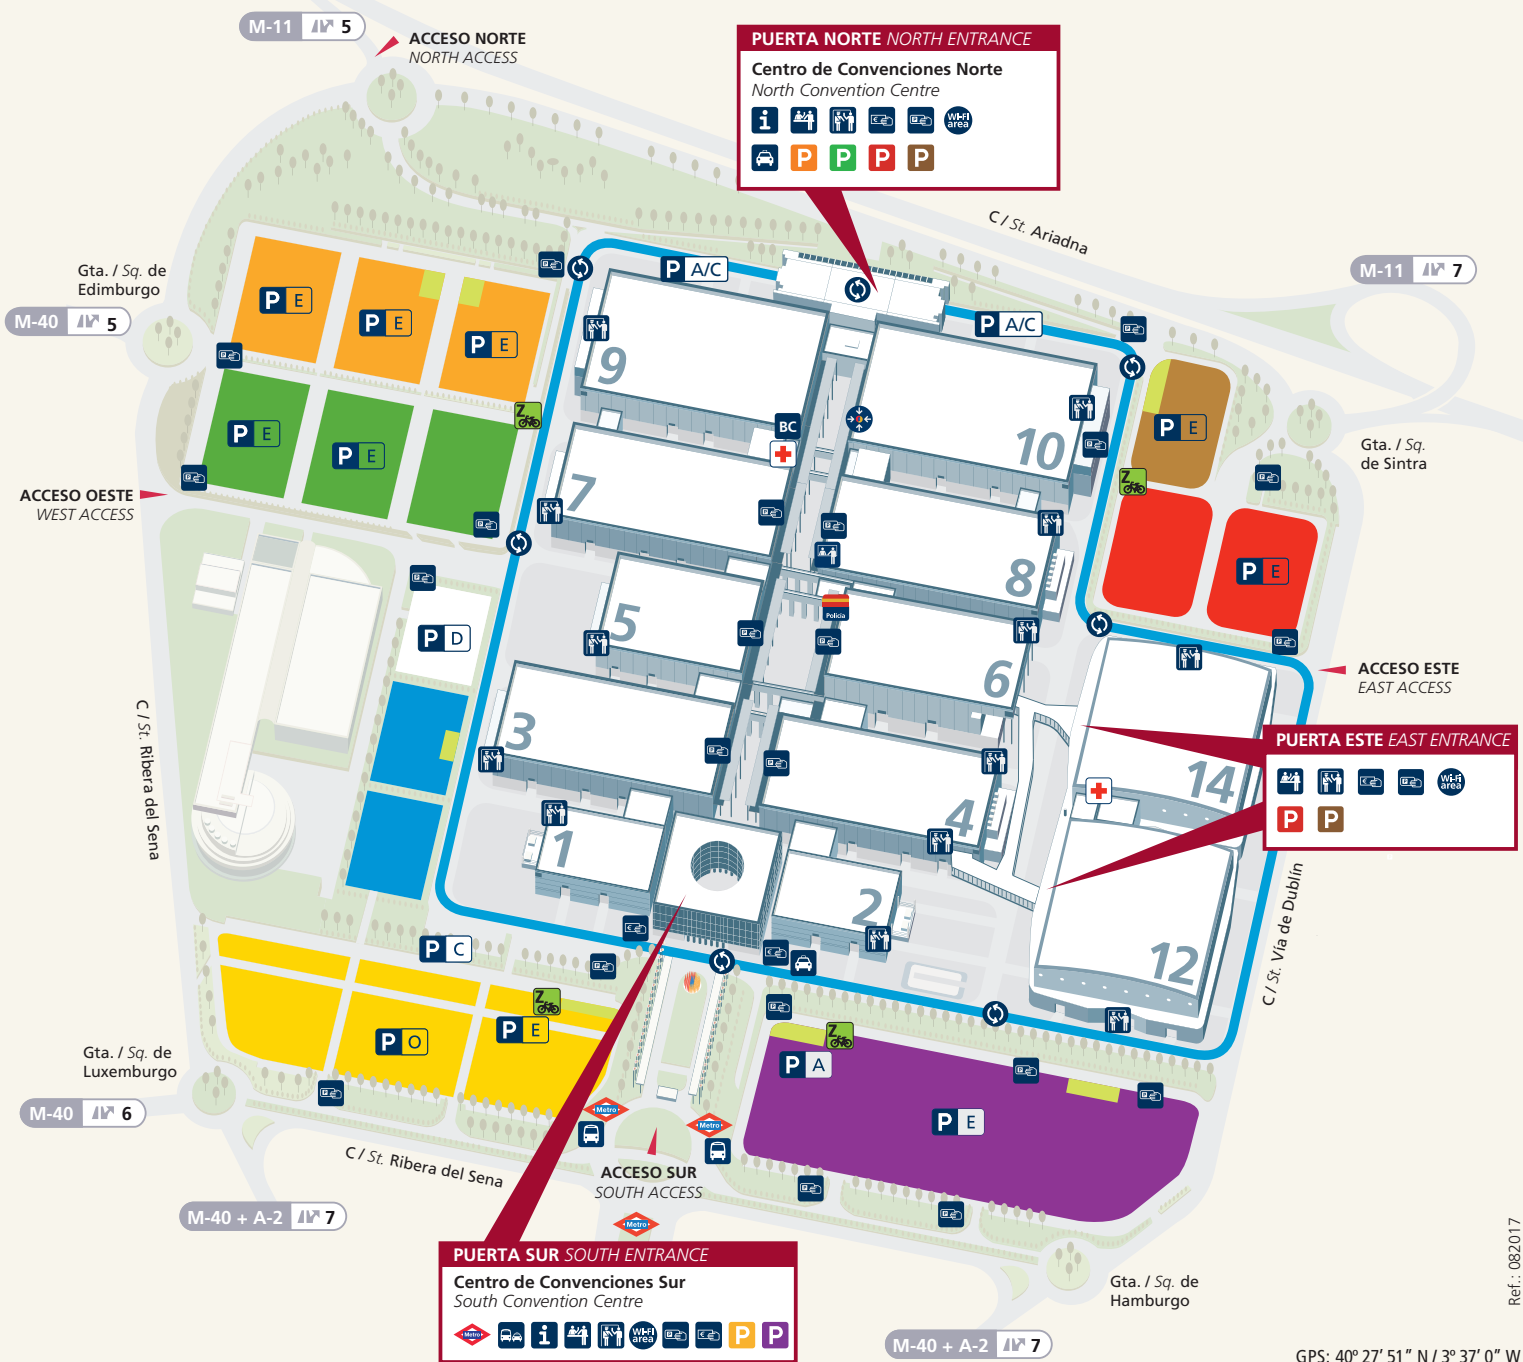 M-11 5
ACCESO NORTE
NORTH ACCESS
PUERTA NORTE NORTH ENTRANCE
Centro de Convenciones Norte
North Convention Centre
i
Wi-Fi area
P P P P
C / St. Ariadna
Gta. / Sq. de
Edimburgo
M-40 5
M-11 7
P A/C
P A/C
P E
P E
P E
P E
P E
P E
P E
9
10
BC
7
8
5
6
3
4
1
2
14
12
Policía
Z
Z
Z
Z
Gta. / Sq.
de Sintra
ACCESO OESTE
WEST ACCESS
P D
ACCESO ESTE
EAST ACCESS
PUERTA ESTE EAST ENTRANCE
Wi-Fi area
P P
C / St. Ribera del Sena
C / St. Vía de Dublín
P C
P O
P E
P A
P E
Gta. / Sq. de
Luxemburgo
M-40 6
Metro
Metro
Metro
C / St. Ribera del Sena
ACCESO SUR
SOUTH ACCESS
M-40 + A-2 7
PUERTA SUR SOUTH ENTRANCE
Centro de Convenciones Sur
South Convention Centre
Metro
i
Wi-Fi area
P P
Gta. / Sq. de
Hamburgo
M-40 + A-2 7
Ref.: 082017
GPS: 40º 27’ 51” N / 3º 37’ 0” W